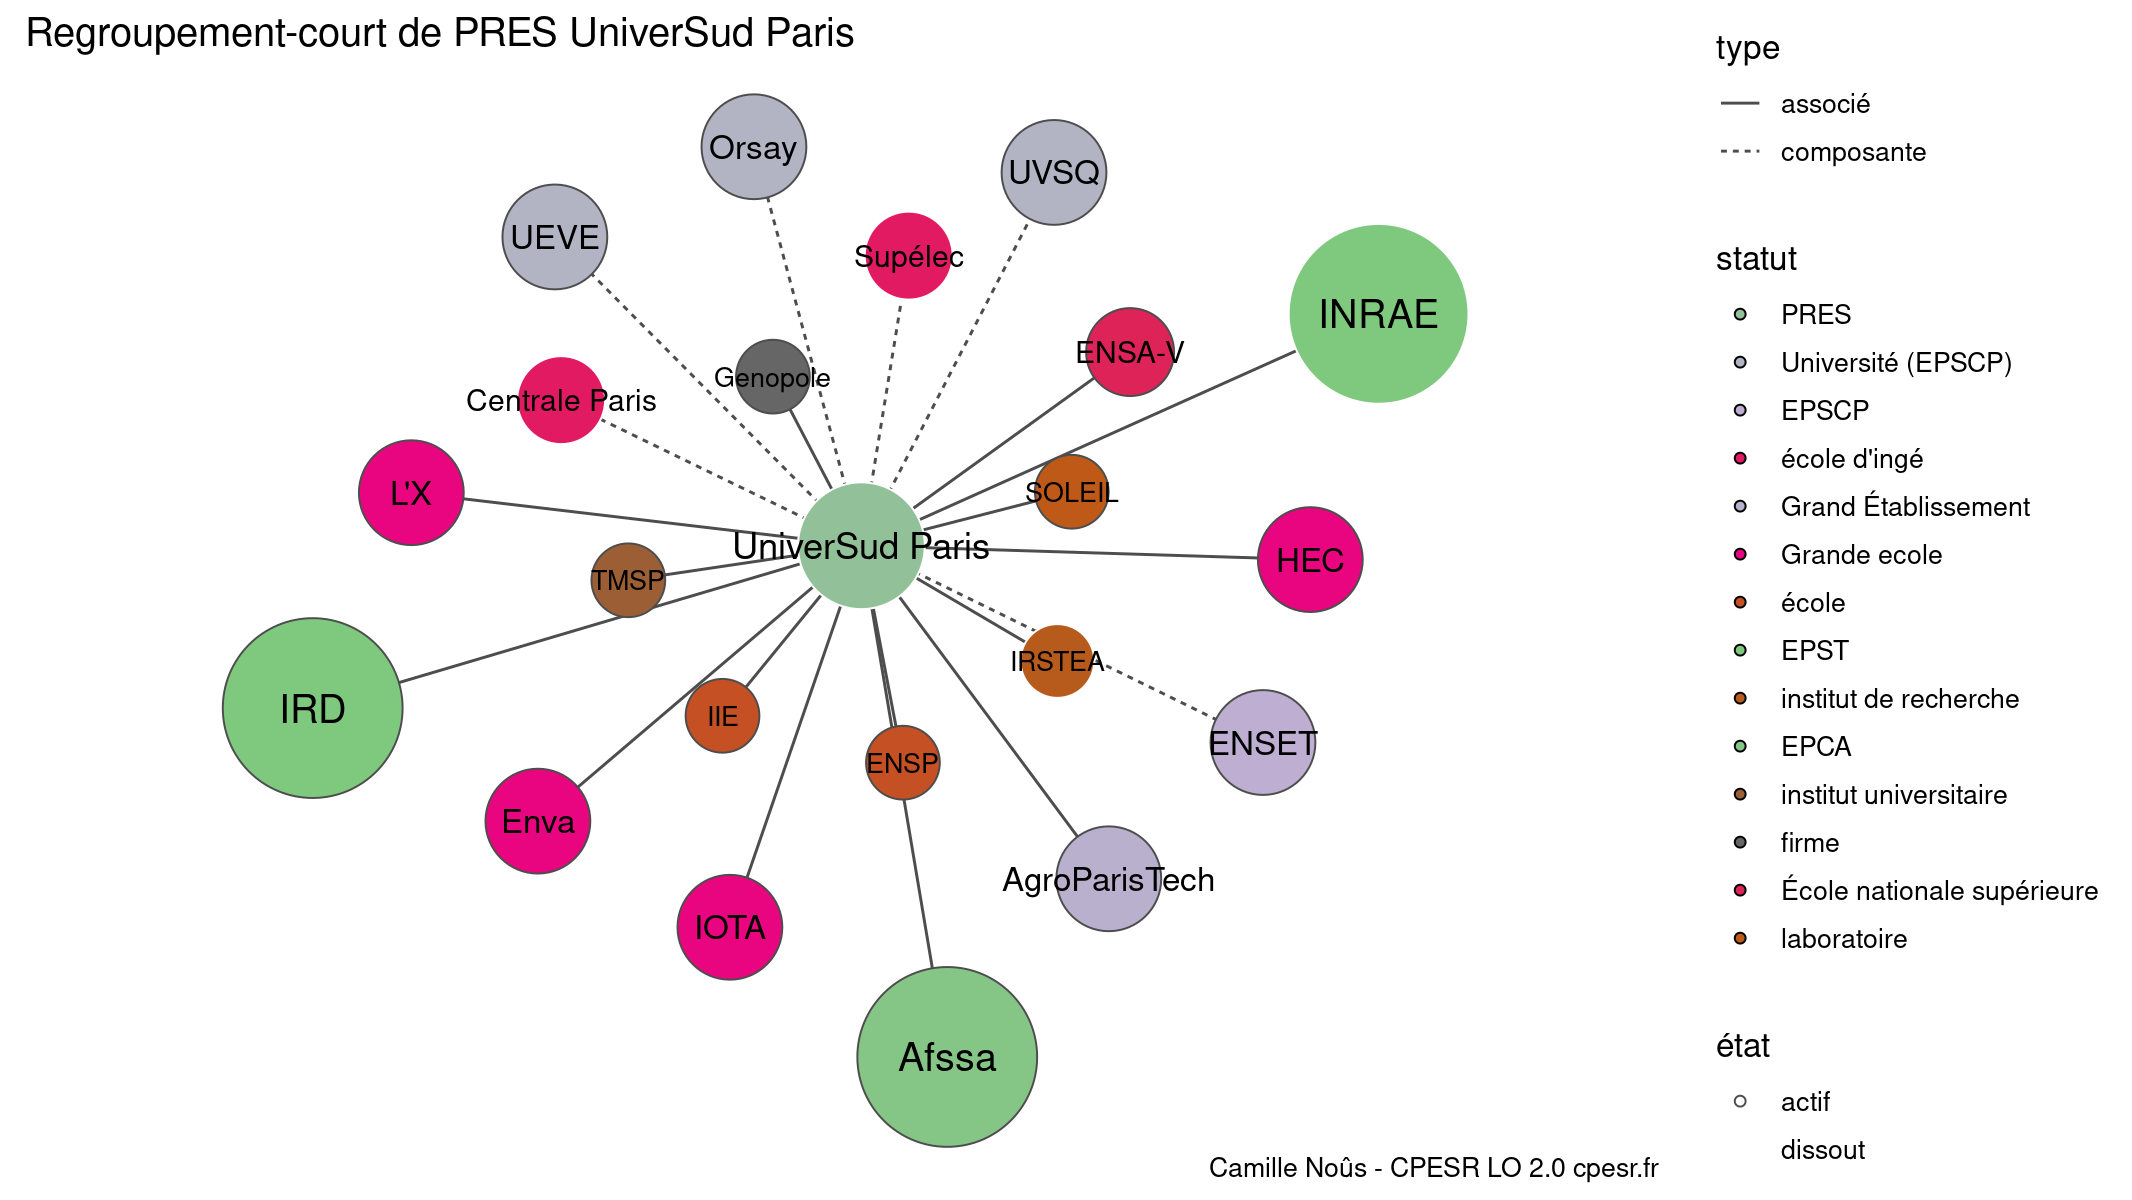 Regroupement-court de PRES UniverSud Paris
Orsay
UVSQ
UEVE
Supélec
INRAE
ENSA-V
Genopole
Centrale Paris
L'X
SOLEIL
UniverSud Paris
HEC
TMSP
IRSTEA
IRD
IIE
ENSET
ENSP
Enva
AgroParisTech
IOTA
Afssa
Camille Noûs - CPESR LO 2.0 cpesr.fr
type
associé
composante
statut
PRES
Université (EPSCP)
EPSCP
école d'ingé
Grand Établissement
Grande ecole
école
EPST
institut de recherche
EPCA
institut universitaire
firme
École nationale supérieure
laboratoire
état
actif
dissout